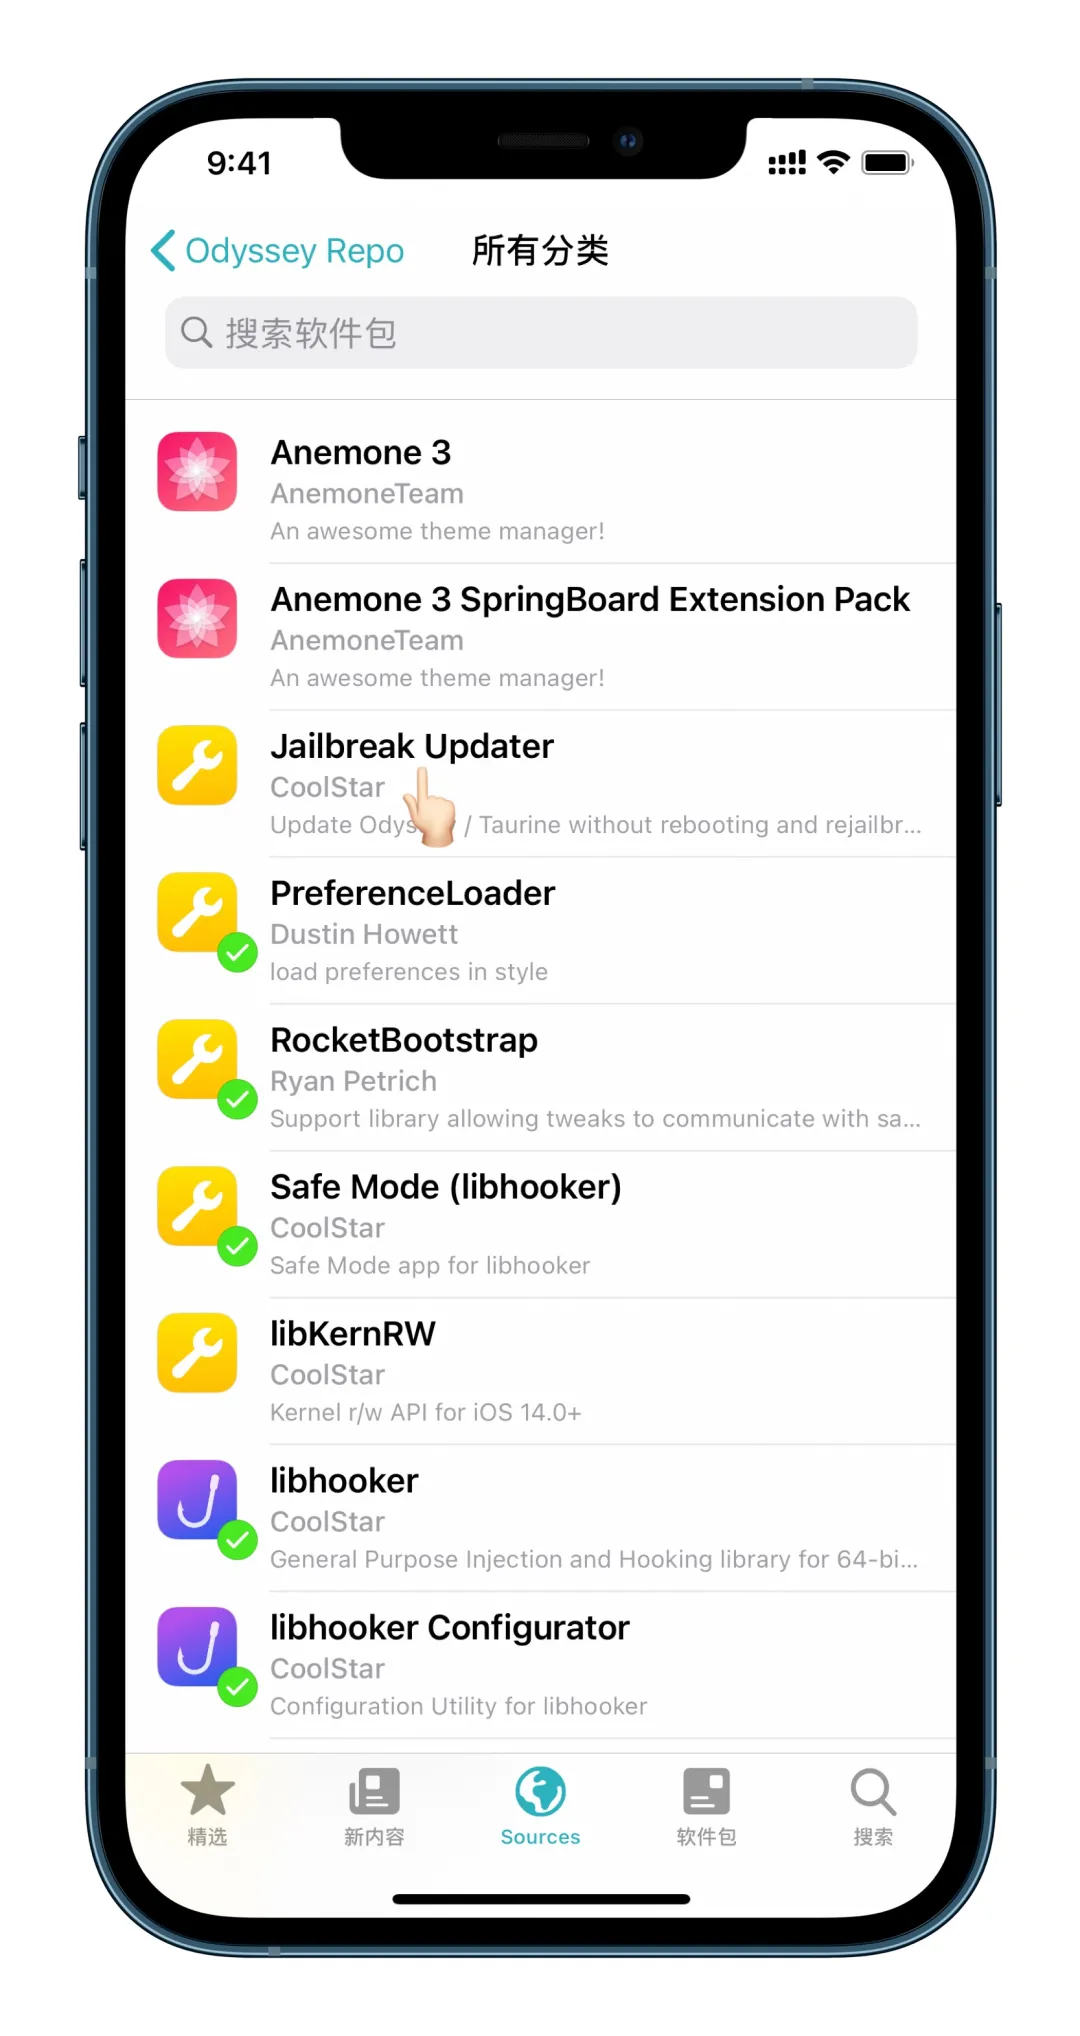 9:41
Odyssey Repo
所有分类
搜索软件包
Anemone 3
AnemoneTeam
An awesome theme manager!
Anemone 3 SpringBoard Extension Pack
AnemoneTeam
An awesome theme manager!
Jailbreak Updater
CoolStar
Update Odys / Taurine without rebooting and rejailbr...
PreferenceLoader
Dustin Howett
load preferences in style
RocketBootstrap
Ryan Petrich
Support library allowing tweaks to communicate with sa...
Safe Mode (libhooker)
CoolStar
Safe Mode app for libhooker
libKernRW
CoolStar
Kernel r/w API for iOS 14.0+
libhooker
CoolStar
General Purpose Injection and Hooking library for 64-bi...
libhooker Configurator
CoolStar
Configuration Utility for libhooker
精选
新内容
Sources
软件包
搜索